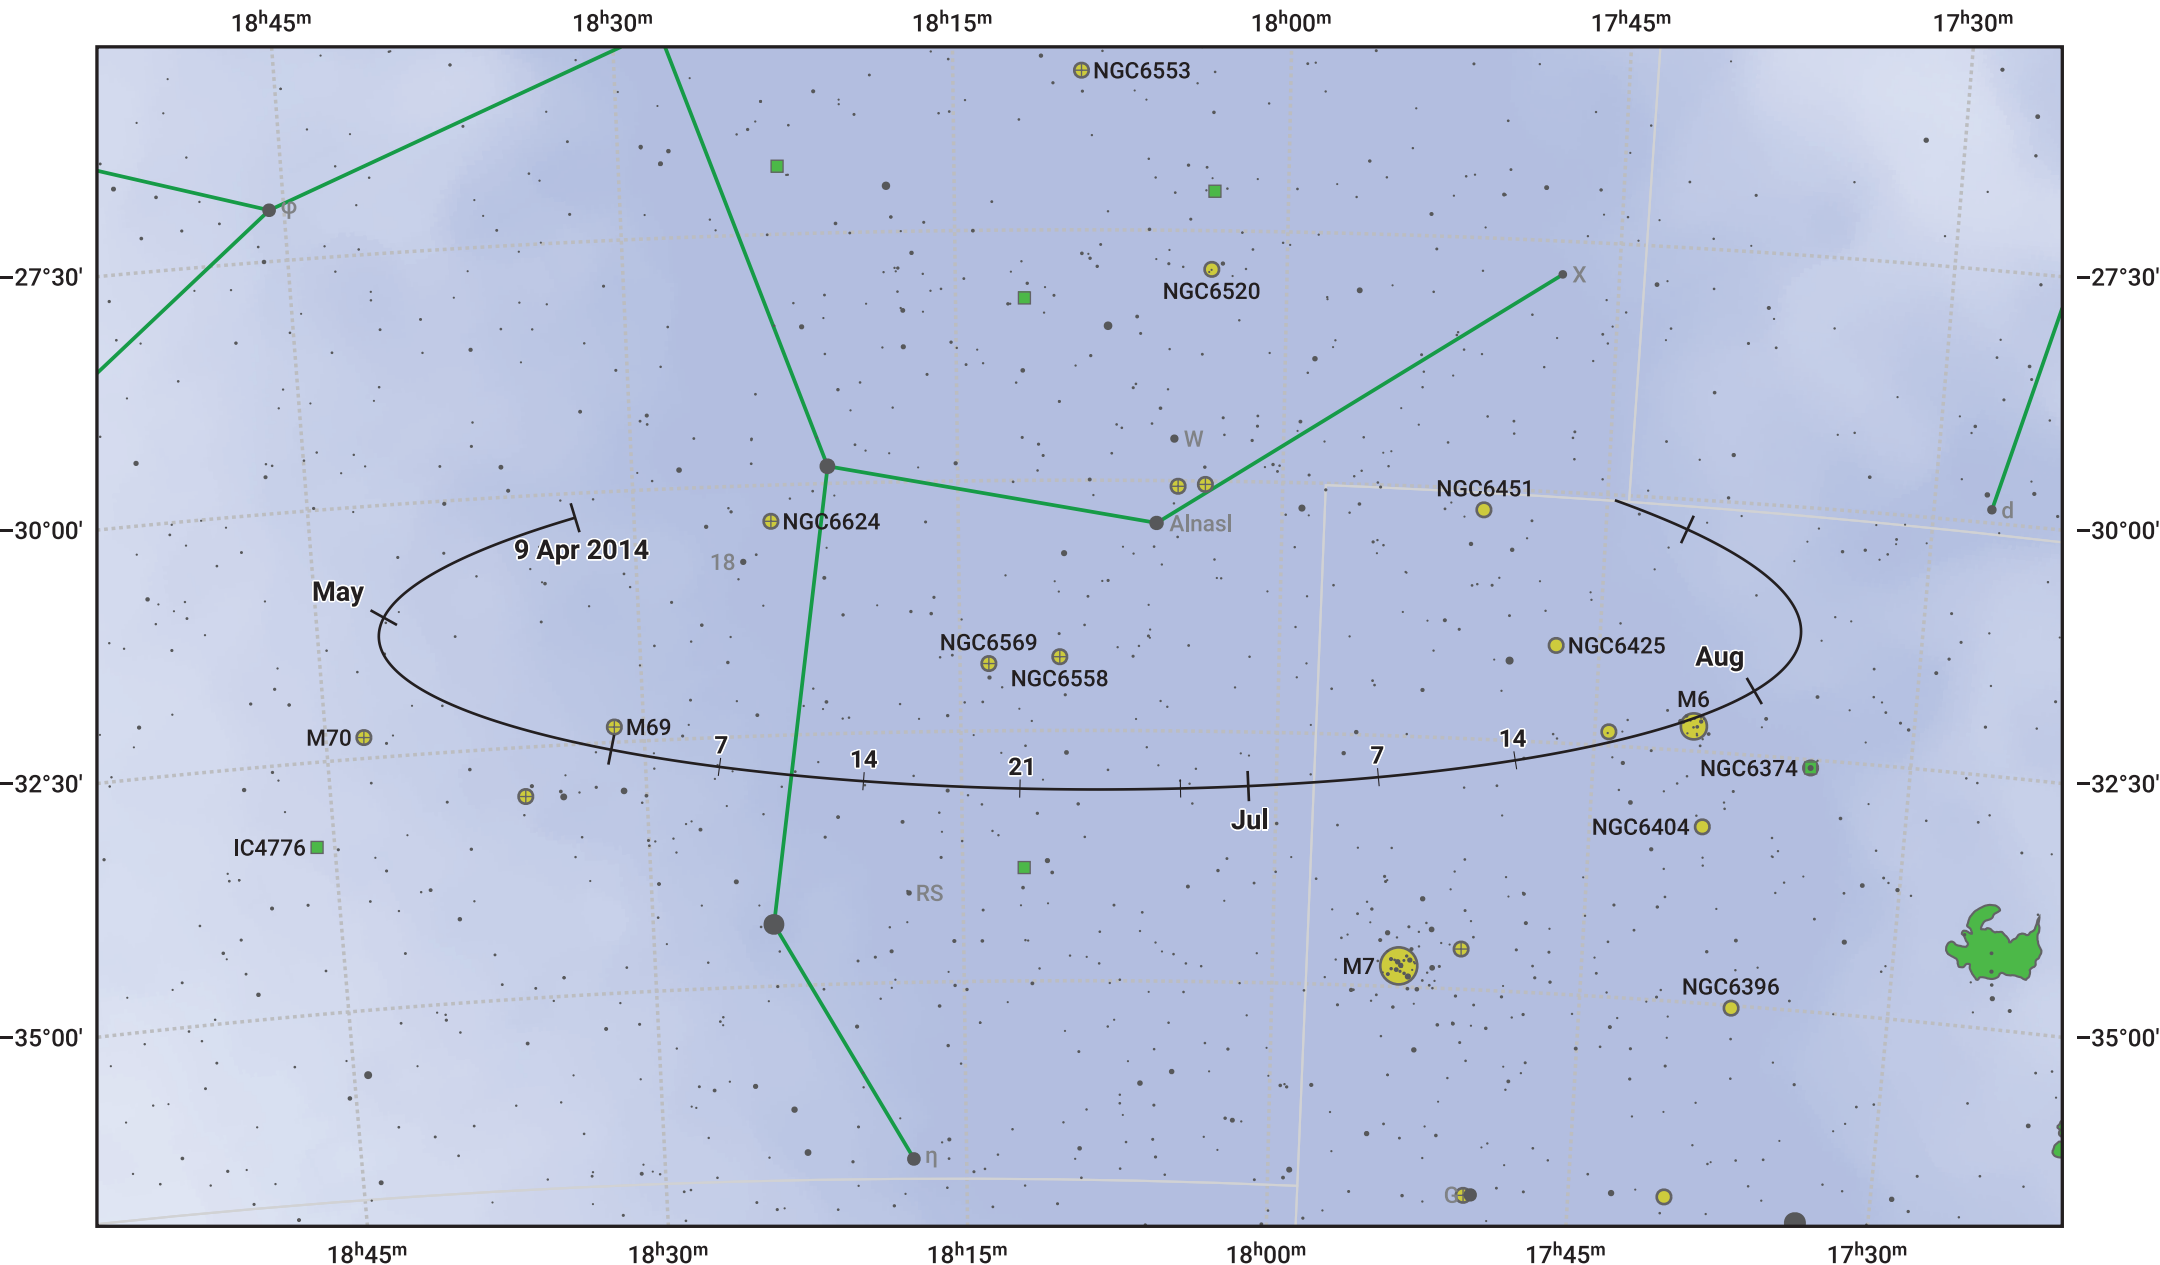 18ʰ45ᵐ 18ʰ30ᵐ 18ʰ15ᵐ 18ʰ00ᵐ 17ʰ45ᵐ 17ʰ30ᵐ
NGC6553
φ
−27°30' −27°30'
X
NGC6520
W
NGC6451
d
NGC6624
Alnasl
−30°00' −30°00'
9 Apr 2014
18
May
NGC6569
NGC6425
Aug
NGC6558
M6
M69
M70
7
14
7
14
21
NGC6374
−32°30' −32°30'
Jul
NGC6404
IC4776
RS
M7
NGC6396
−35°00' −35°00'
η
G
18ʰ45ᵐ 18ʰ30ᵐ 18ʰ15ᵐ 18ʰ00ᵐ 17ʰ45ᵐ 17ʰ30ᵐ